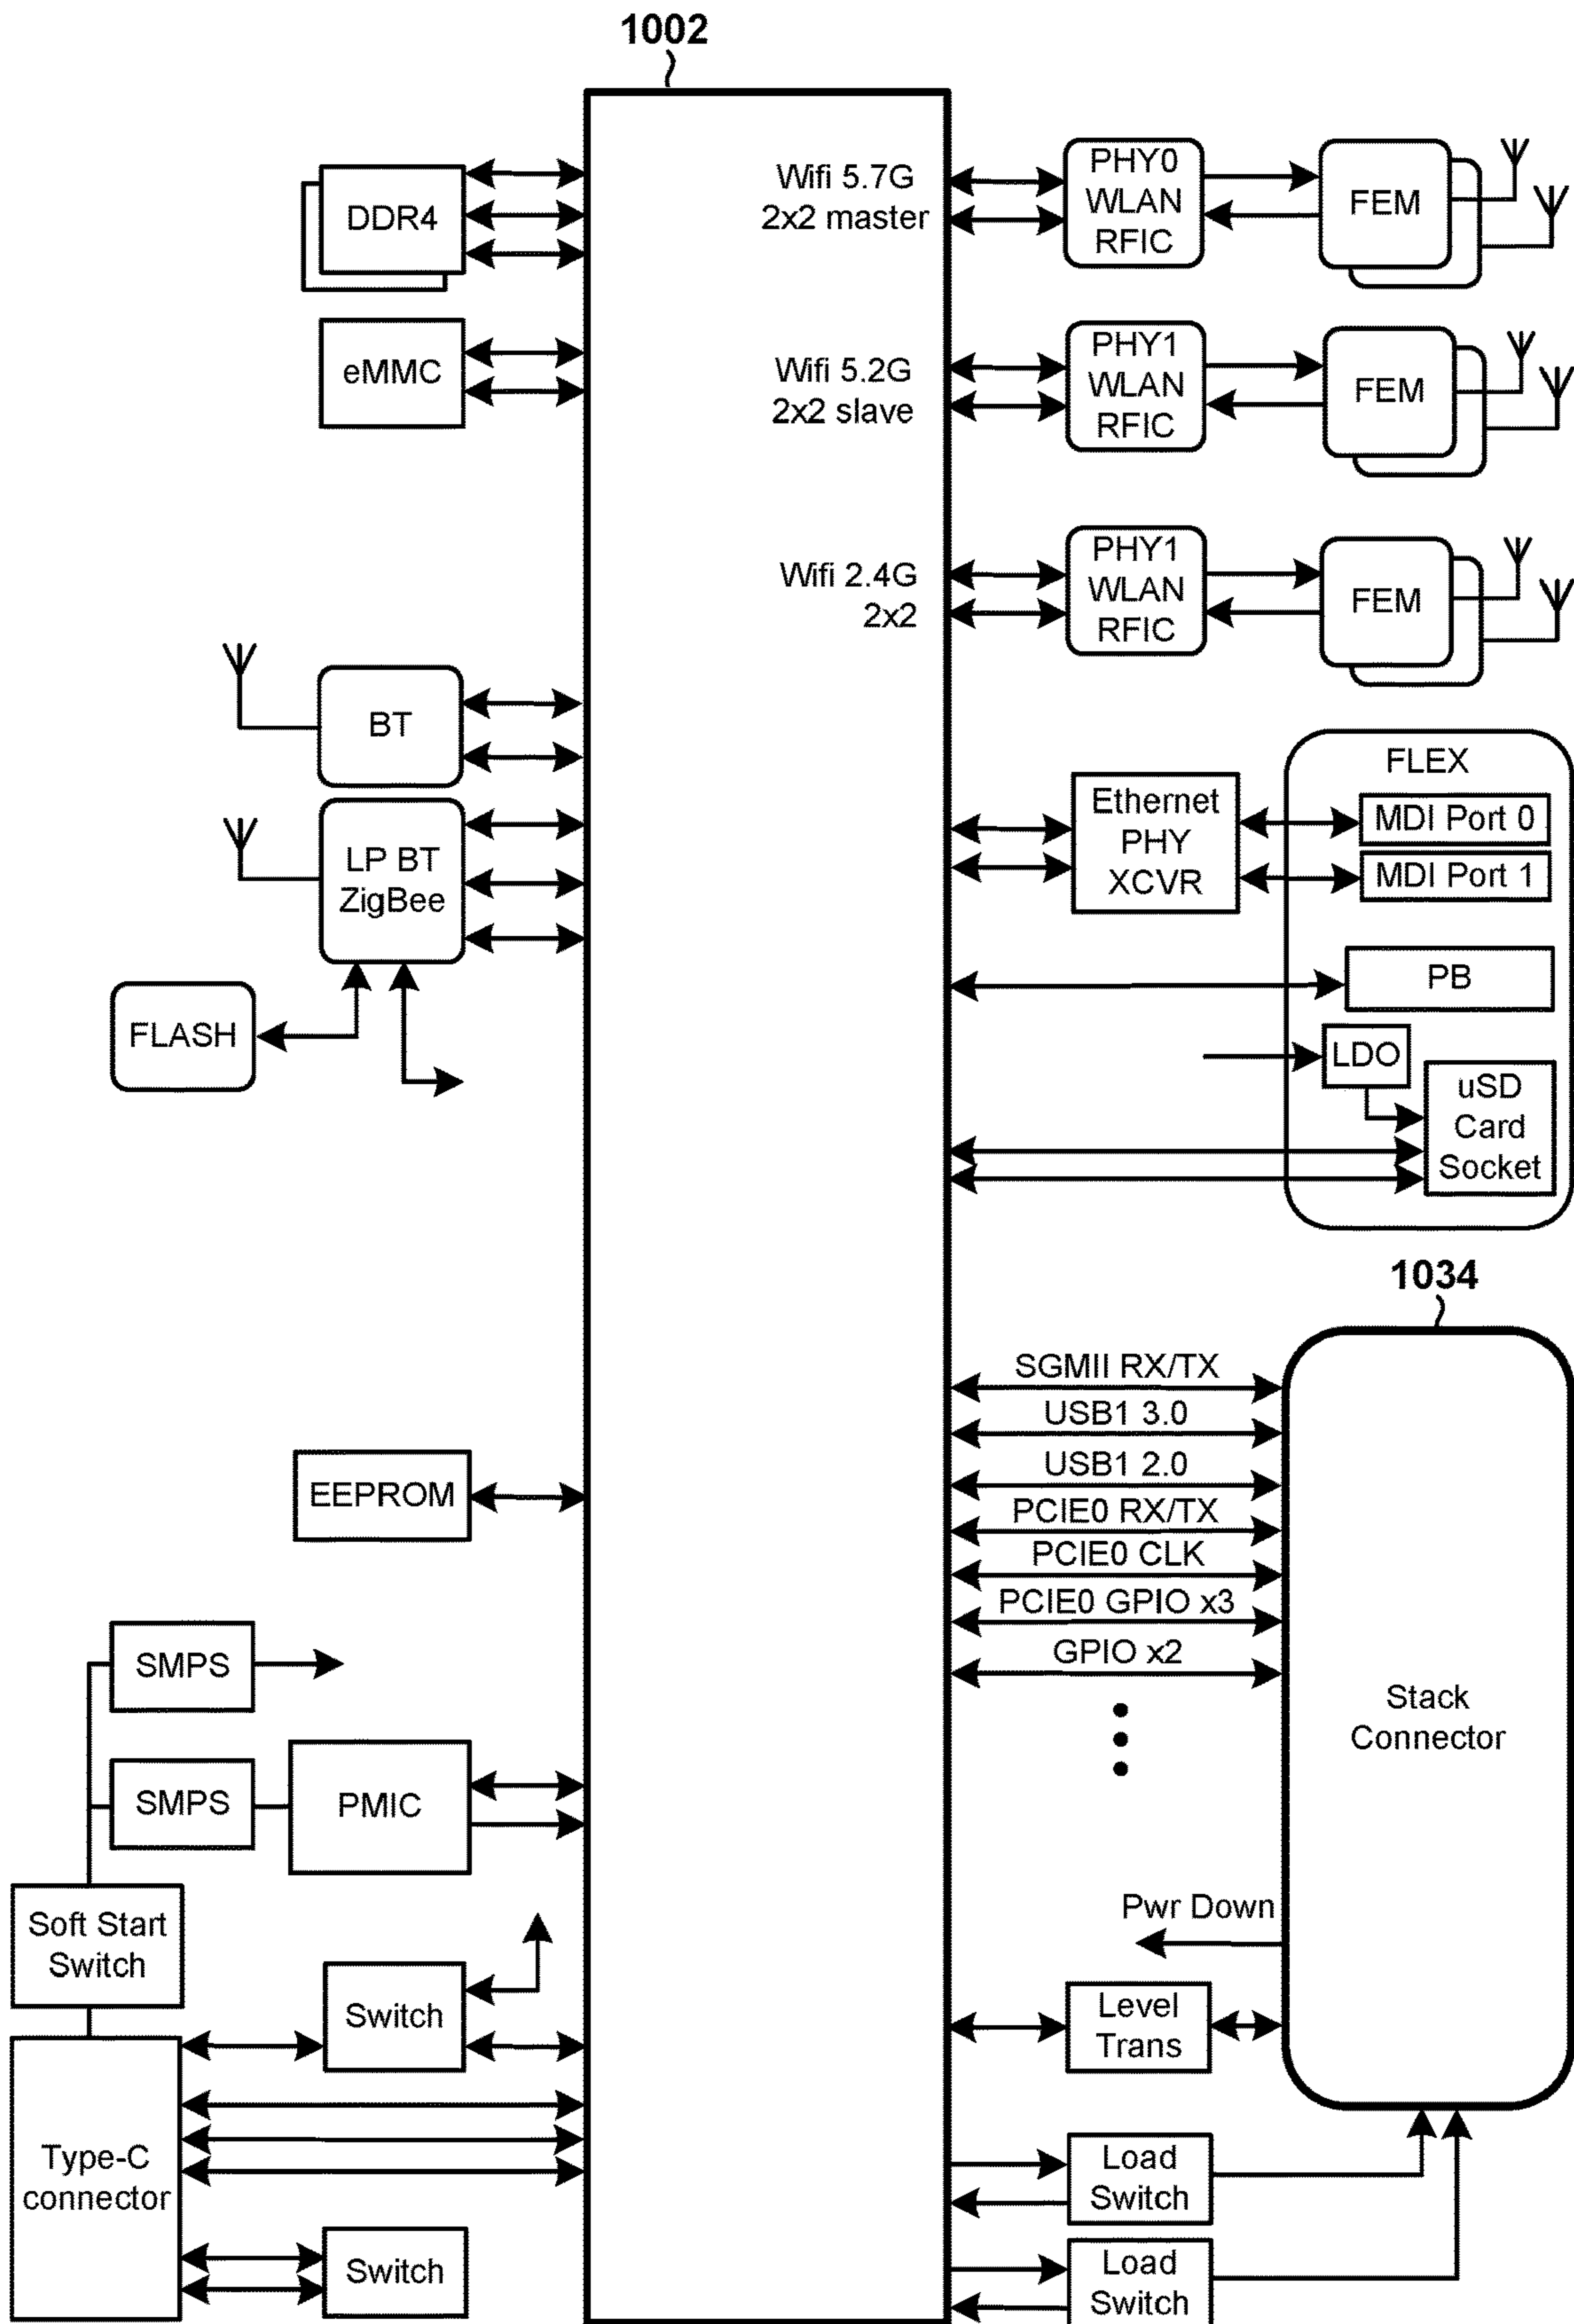 1002
DDR4
eMMC
BT
LP BT
ZigBee
FLASH
EEPROM
SMPS
SMPS
PMIC
Soft Start
Switch
Switch
Type-C
connector
Switch
Wifi 5.7G
2x2 master
Wifi 5.2G
2x2 slave
Wifi 2.4G
2x2
PHY0
WLAN
RFIC
FEM
PHY1
WLAN
RFIC
FEM
PHY1
WLAN
RFIC
FEM
Ethernet
PHY
XCVR
FLEX
MDI Port 0
MDI Port 1
PB
LDO
uSD
Card
Socket
1034
SGMII RX/TX
USB1 3.0
USB1 2.0
PCIE0 RX/TX
PCIE0 CLK
PCIE0 GPIO x3
GPIO x2
Stack
Connector
Pwr Down
Level
Trans
Load
Switch
Load
Switch